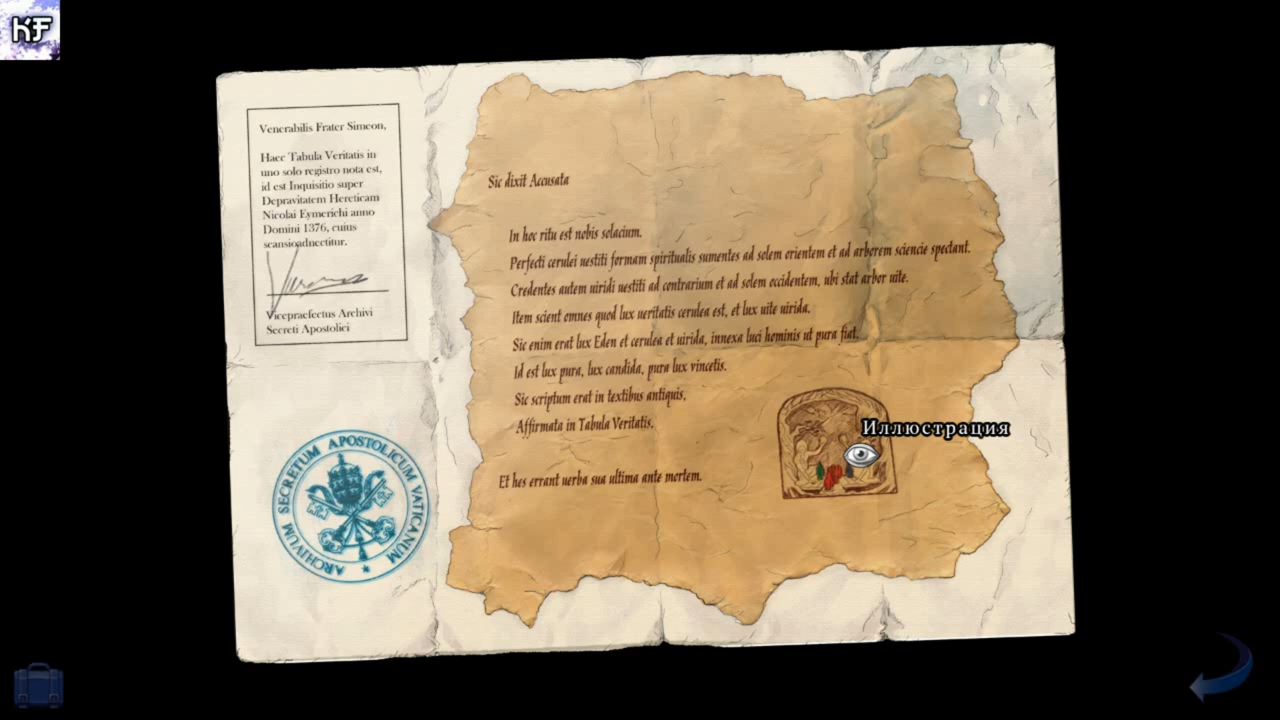 KF
Venerabilis Frater Simeon,
Haec Tabula Veritatis in
uno solo registro nota est,
id est Inquisitio super
Depravitatem Hereticam
Nicolai Eymerichi anno
Domini 1376, cuius
scansioadnectitur.
Vicepraefectus Archivi
Secreti Apostolici
ARCHIVUM SECRETUM APOSTOLICUM VATICANUM
Sic dixit Accusata
In hoc ritu est nobis solacium.
Perfecti cerulei uestiti formam spiritualis sumentes ad solem orientem et ad arborem sciencie spectant.
Credentes autem uiridi uestiti ad contrarium et ad solem occidentem, ubi stat arbor uite.
Item scient omnes quod lux ueritatis cerulea est, et lux uite uirida.
Sic enim erat lux Eden et cerulea et uirida, innexa luci hominis ut pura fiat.
Id est lux pura, lux candida, pura lux vincetis.
Sic scriptum erat in textibus antiquis,
Affirmata in Tabula Veritatis.
Et hes errant uerba sua ultima ante mortem.
Иллюстрация